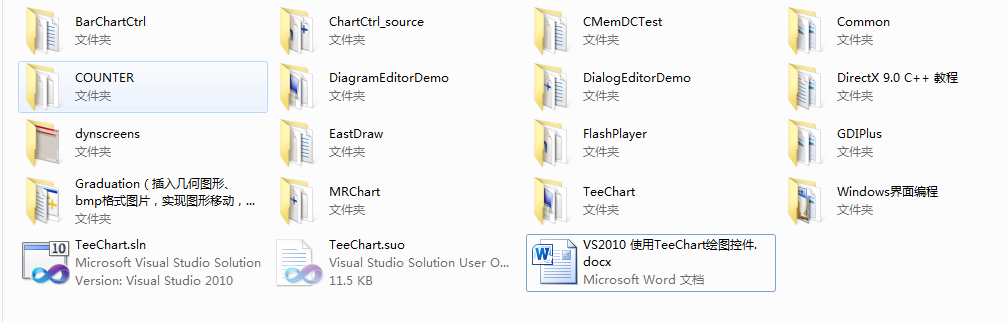 BarChartCtrl
文件夹
ChartCtrl_source
文件夹
CMemDCTest
文件夹
Common
文件夹
COUNTER
文件夹
DiagramEditorDemo
文件夹
DialogEditorDemo
文件夹
DirectX 9.0 C++ 教程
文件夹
dynscreens
文件夹
EastDraw
文件夹
FlashPlayer
文件夹
GDIPlus
文件夹
Graduation（插入几何图形、
bmp格式图片，实现图形移动，...
文件夹
MRChart
文件夹
TeeChart
文件夹
Windows界面编程
文件夹
10
TeeChart.sln
Microsoft Visual Studio Solution
Version: Visual Studio 2010
TeeChart.suo
Visual Studio Solution User O...
11.5 KB
W
VS2010 使用TeeChart绘图控件.
docx
Microsoft Word 文档